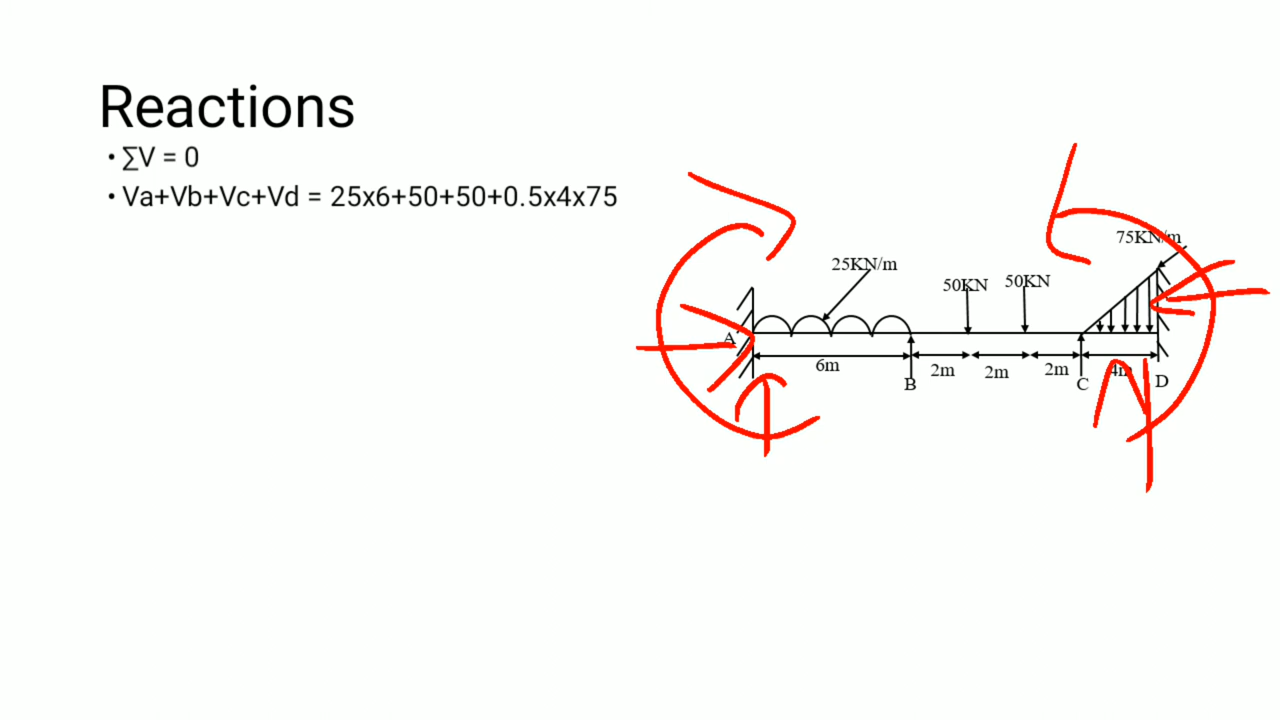 Reactions
• ∑V = 0
• Va+Vb+Vc+Vd = 25x6+50+50+0.5x4x75
75KN/m
25KN/m
50KN 50KN
A
6m 2m 2m 2m 4m
B C D